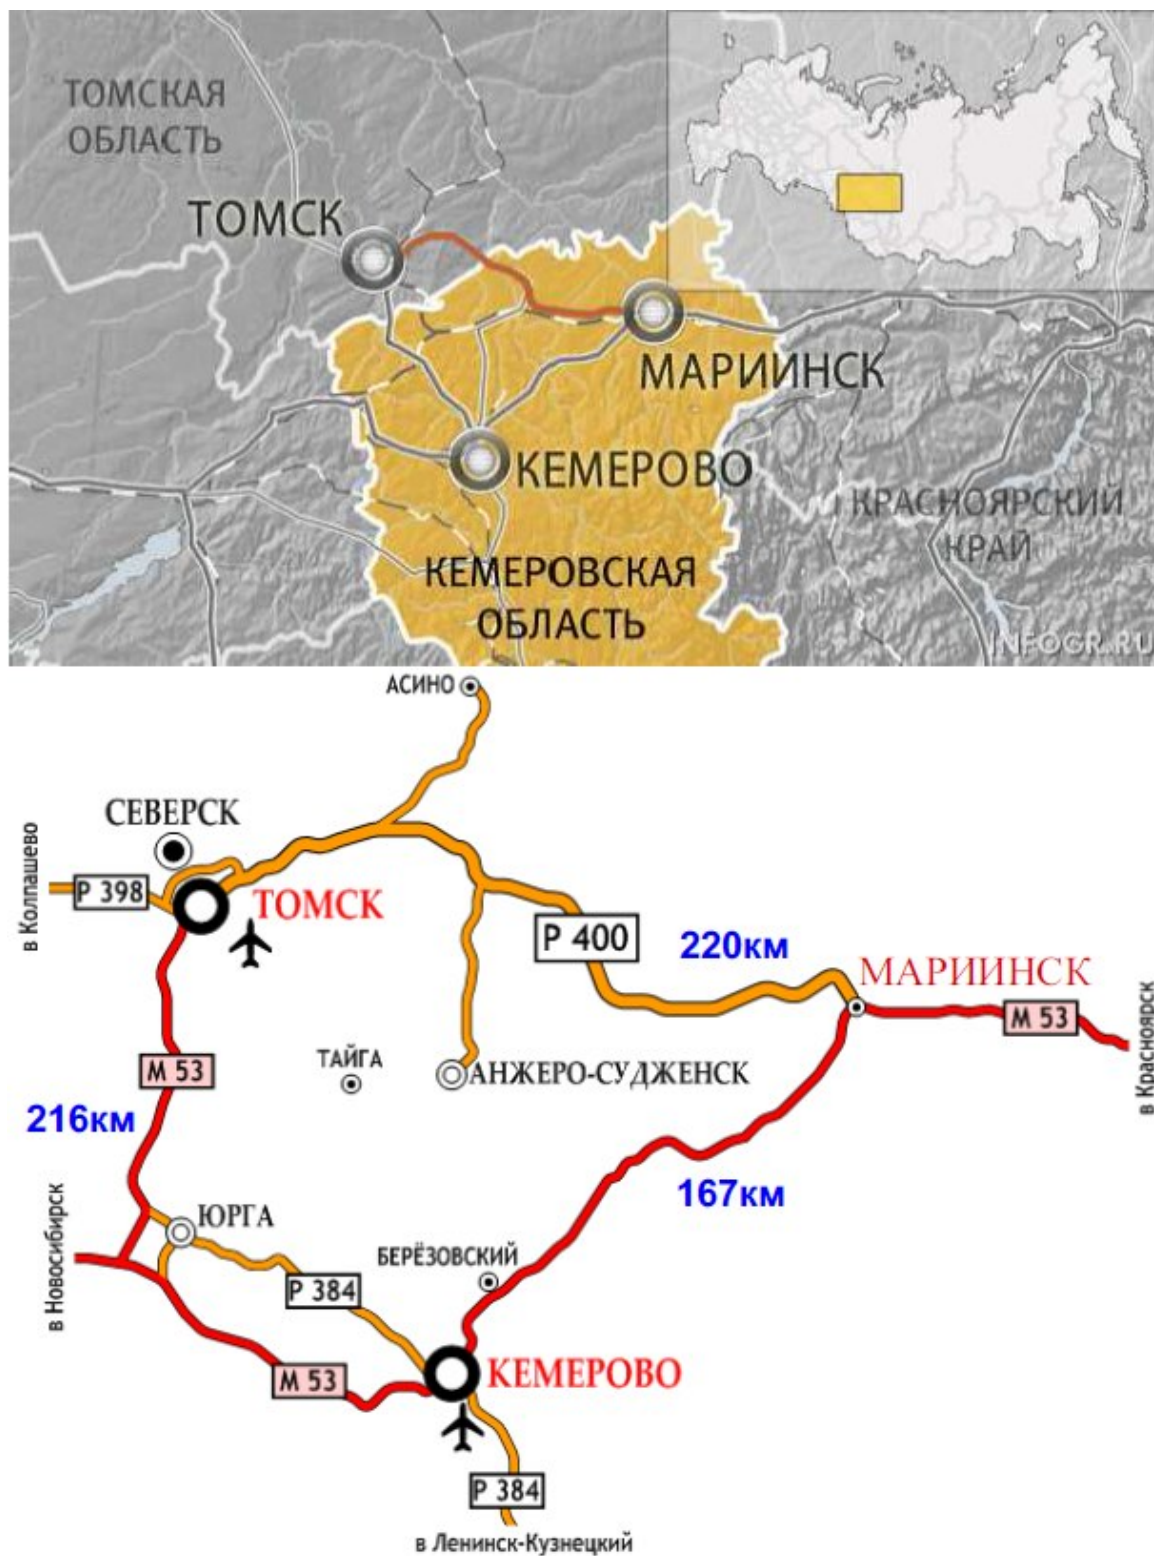 ТОМСКАЯ
ОБЛАСТЬ
ТОМСК
МАРИИНСК
КЕМЕРОВО
КРАСНОЯРСКИЙ
КРАЙ
КЕМЕРОВСКАЯ
ОБЛАСТЬ
INFOGR.RU
АСИНО
СЕВЕРСК
в Колпашево
Р 398
ТОМСК
Р 400
220км
МАРИИНСК
М 53
в Красноярск
М 53
ТАЙГА
АНЖЕРО-СУДЖЕНСК
216км
167км
в Новосибирск
ЮРГА
БЕРЁЗОВСКИЙ
Р 384
М 53
КЕМЕРОВО
Р 384
в Ленинск-Кузнецкий